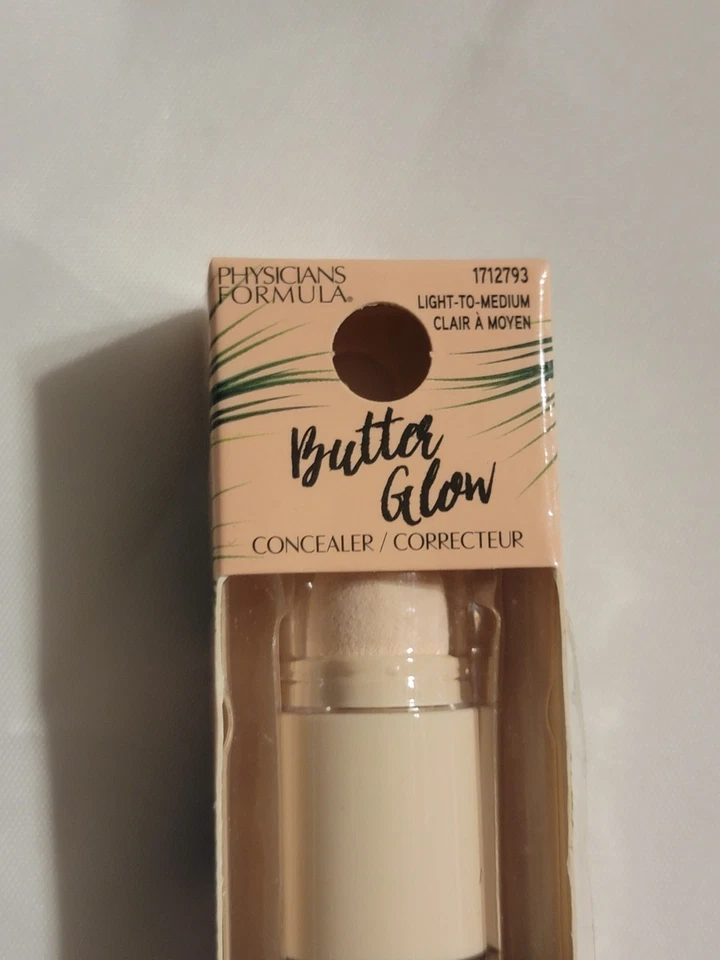 PHYSICIANS
FORMULA®
1712793
LIGHT-TO-MEDIUM
CLAIR À MOYEN
Butter
Glow
CONCEALER / CORRECTEUR